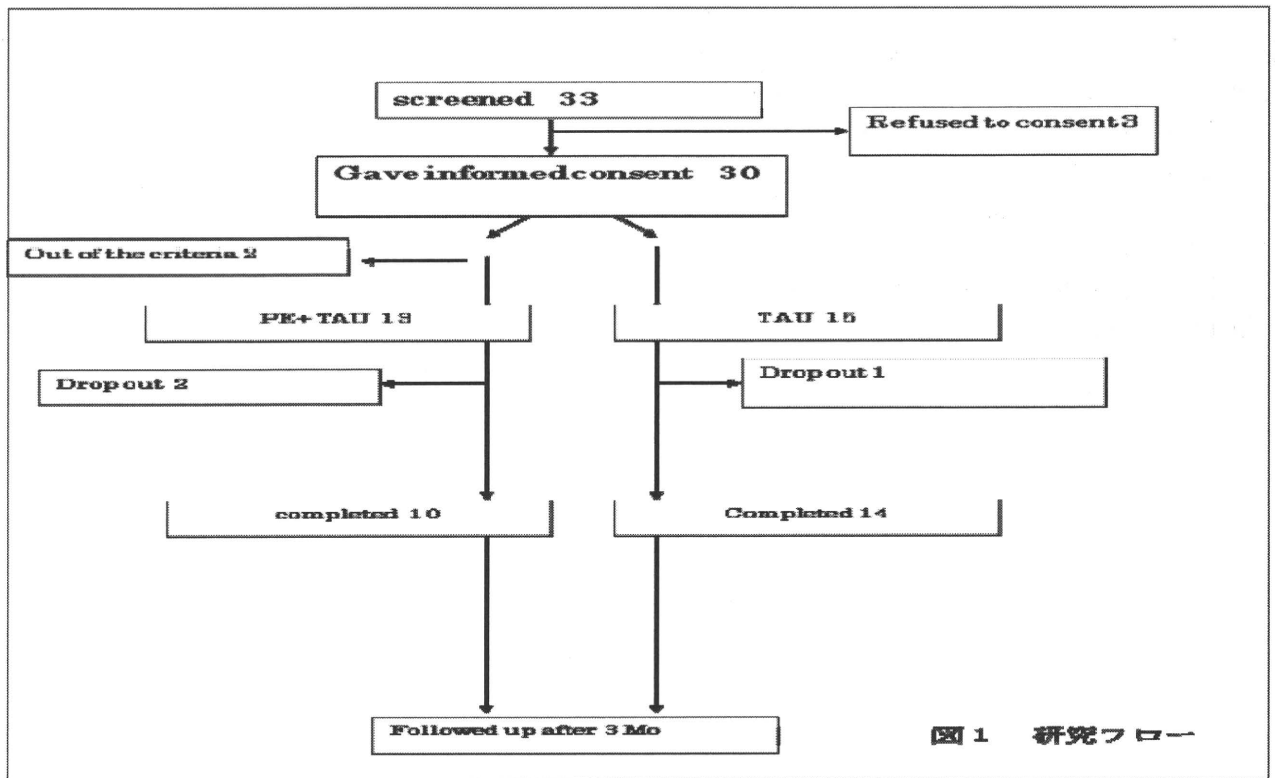 screened 33
Refused to consent 3
Gave informed consent 30
Out of the criteria 2
PE+TAU 13
TAU 15
Drop out 2
Drop out 1
completed 10
Completed 14
Followed up after 3 Mo
図1 研究フロー